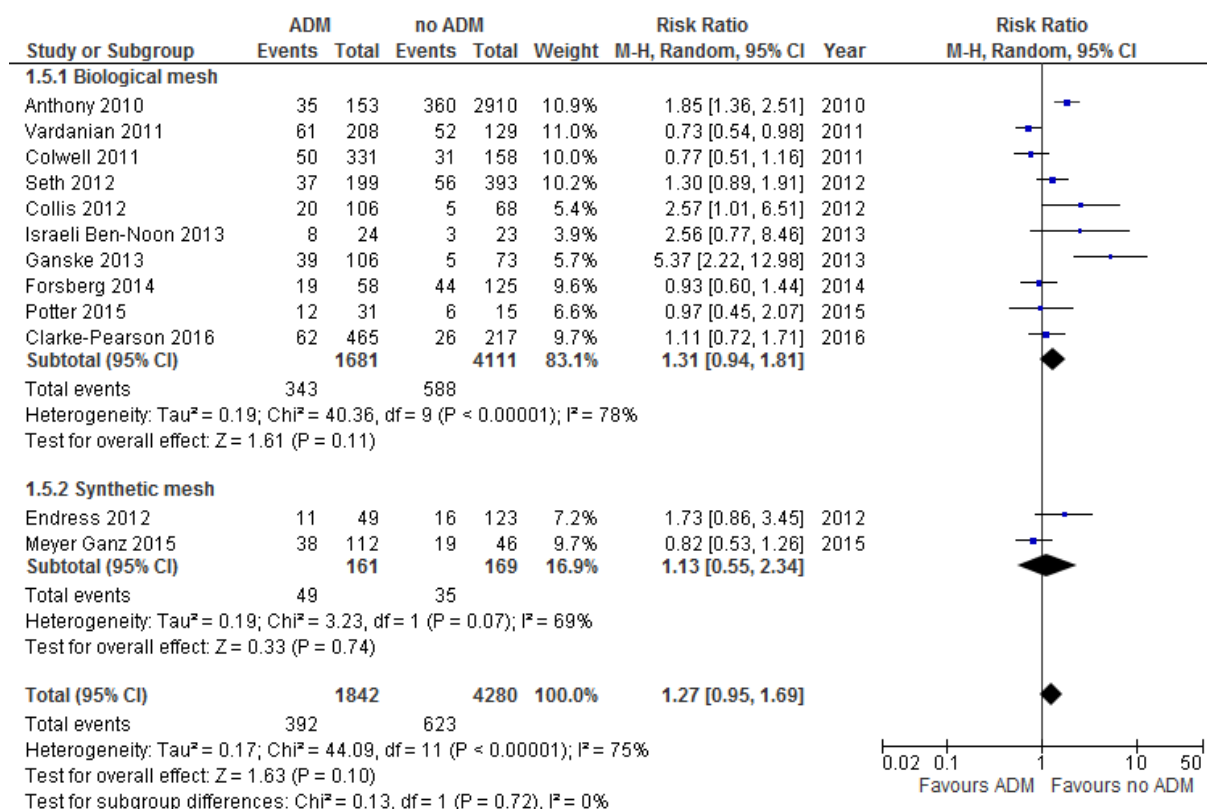 ADM no ADM Risk Ratio Risk Ratio
Study or Subgroup Events Total Events Total Weight M-H, Random, 95% CI Year M-H, Random, 95% CI
1.5.1 Biological mesh
Anthony 2010 35 153 360 2910 10.9% 1.85 [1.36, 2.51] 2010
Vardanian 2011 61 208 52 129 11.0% 0.73 [0.54, 0.98] 2011
Colwell 2011 50 331 31 158 10.0% 0.77 [0.51, 1.16] 2011
Seth 2012 37 199 56 393 10.2% 1.30 [0.89, 1.91] 2012
Collis 2012 20 106 5 68 5.4% 2.57 [1.01, 6.51] 2012
Israeli Ben-Noon 2013 8 24 3 23 3.9% 2.56 [0.77, 8.46] 2013
Ganske 2013 39 106 5 73 5.7% 5.37 [2.22, 12.98] 2013
Forsberg 2014 19 58 44 125 9.6% 0.93 [0.60, 1.44] 2014
Potter 2015 12 31 6 15 6.6% 0.97 [0.45, 2.07] 2015
Clarke-Pearson 2016 62 465 26 217 9.7% 1.11 [0.72, 1.71] 2016
Subtotal (95% CI) 1681 4111 83.1% 1.31 [0.94, 1.81]
Total events 343 588
Heterogeneity: Tau² = 0.19; Chi² = 40.36, df = 9 (P < 0.00001); I² = 78%
Test for overall effect: Z = 1.61 (P = 0.11)
1.5.2 Synthetic mesh
Endress 2012 11 49 16 123 7.2% 1.73 [0.86, 3.45] 2012
Meyer Ganz 2015 38 112 19 46 9.7% 0.82 [0.53, 1.26] 2015
Subtotal (95% CI) 161 169 16.9% 1.13 [0.55, 2.34]
Total events 49 35
Heterogeneity: Tau² = 0.19; Chi² = 3.23, df = 1 (P = 0.07); I² = 69%
Test for overall effect: Z = 0.33 (P = 0.74)
Total (95% CI) 1842 4280 100.0% 1.27 [0.95, 1.69]
Total events 392 623
Heterogeneity: Tau² = 0.17; Chi² = 44.09, df = 11 (P < 0.00001); I² = 75%
Test for overall effect: Z = 1.63 (P = 0.10)
Test for subgroup differences: Chi² = 0.13, df = 1 (P = 0.72), I² = 0%
0.02 0.1 1 10 50
Favours ADM Favours no ADM